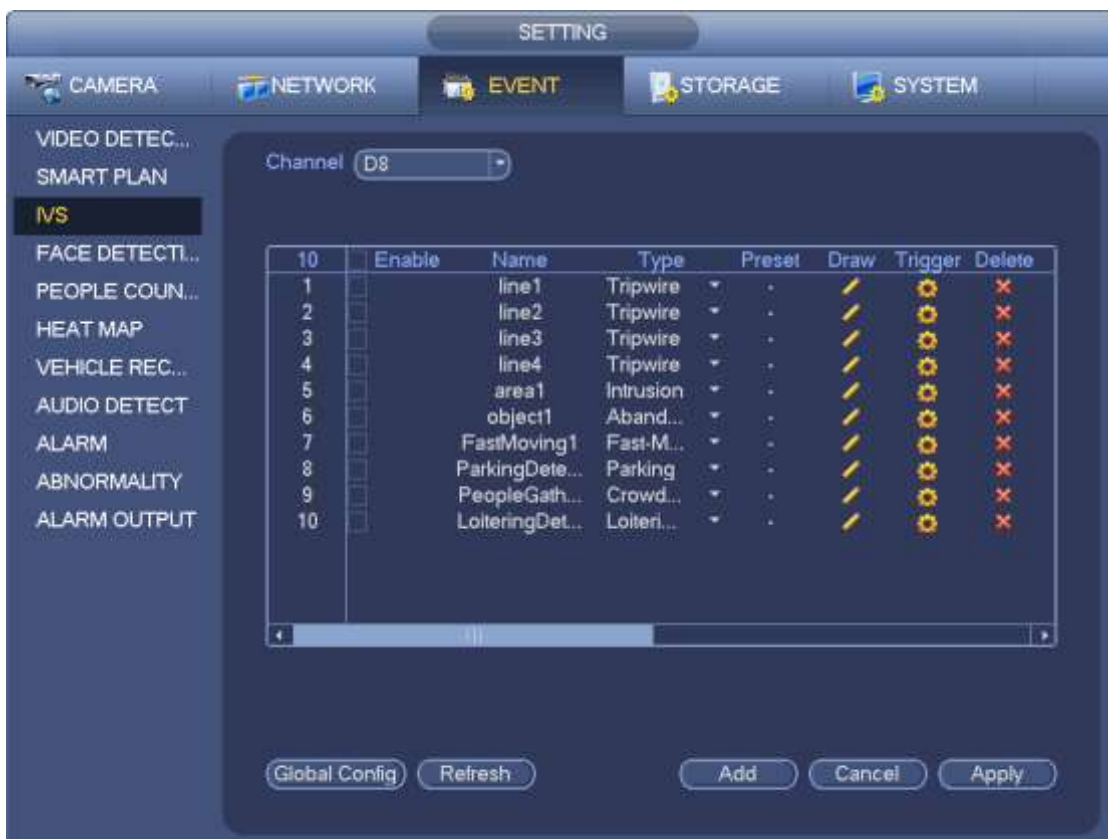 SETTING
CAMERA NETWORK EVENT STORAGE SYSTEM
VIDEO DETEC...
SMART PLAN
IVS
FACE DETECTI...
PEOPLE COUN...
HEAT MAP
VEHICLE REC...
AUDIO DETECT
ALARM
ABNORMALITY
ALARM OUTPUT
Channel D8
10 Enable Name Type Preset Draw Trigger Delete
1 line1 Tripwire -
2 line2 Tripwire -
3 line3 Tripwire -
4 line4 Tripwire -
5 area1 Intrusion -
6 object1 Aband... -
7 FastMoving1 Fast-M... -
8 ParkingDete... Parking -
9 PeopleGath... Crowd... -
10 LoiteringDet... Loiteri... -
Global Config Refresh Add Cancel Apply